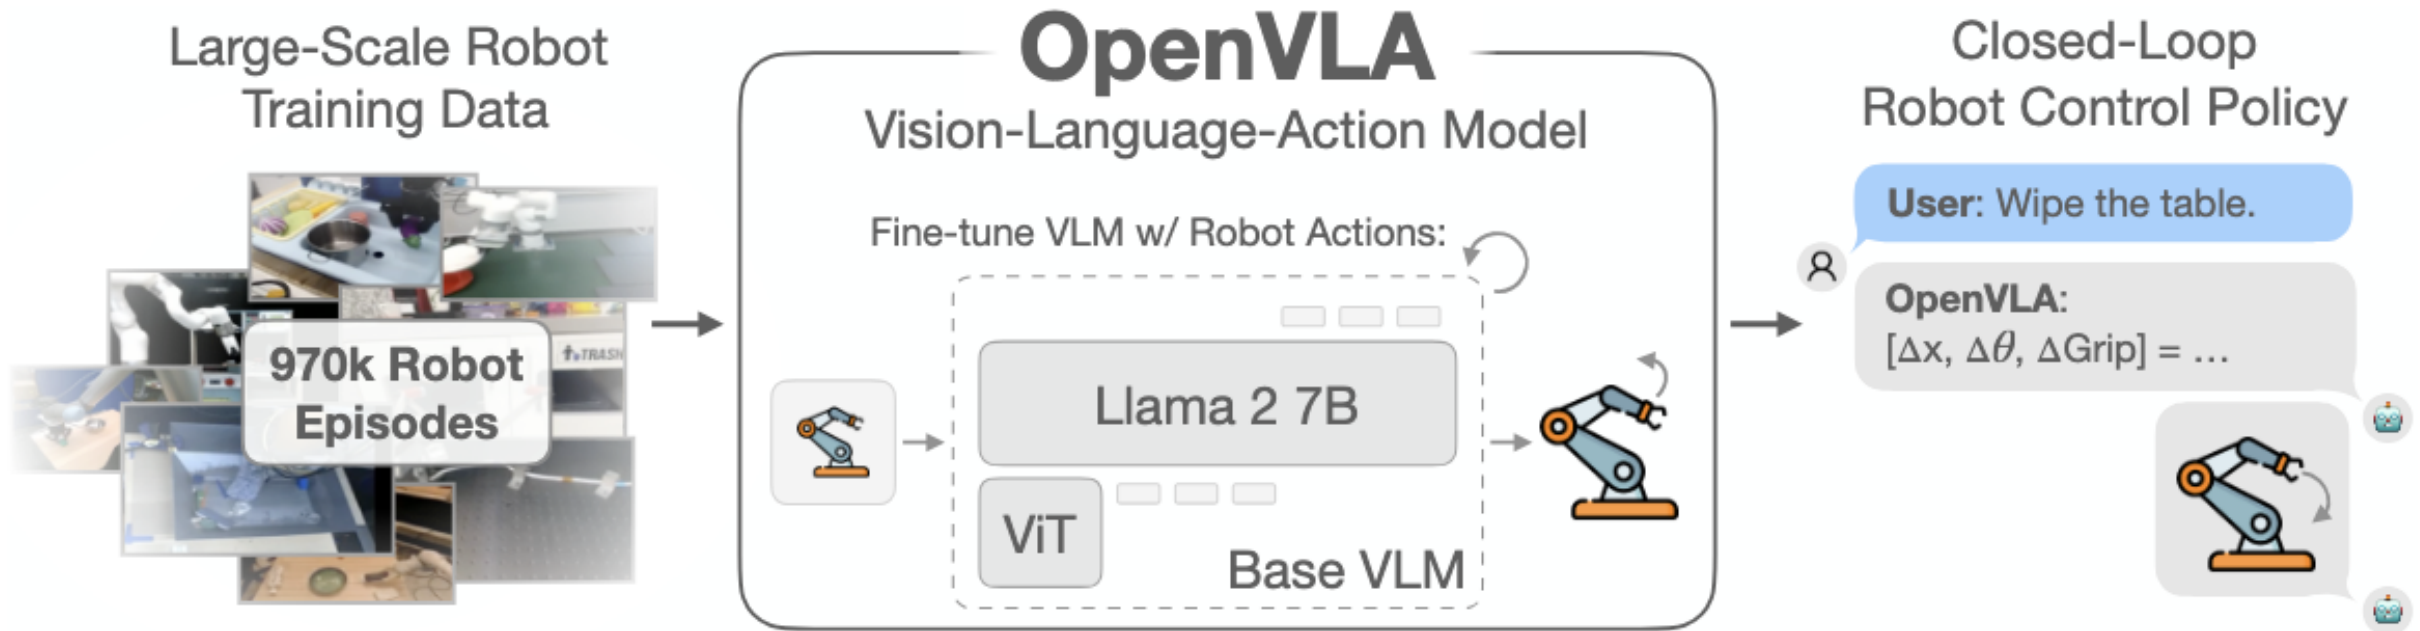 Large-Scale Robot
Training Data
970k Robot
Episodes
TRASH
OpenVLA
Vision-Language-Action Model
Fine-tune VLM w/ Robot Actions:
Llama 2 7B
ViT
Base VLM
Closed-Loop
Robot Control Policy
User: Wipe the table.
OpenVLA:
[Δx, Δθ, ΔGrip] = ...